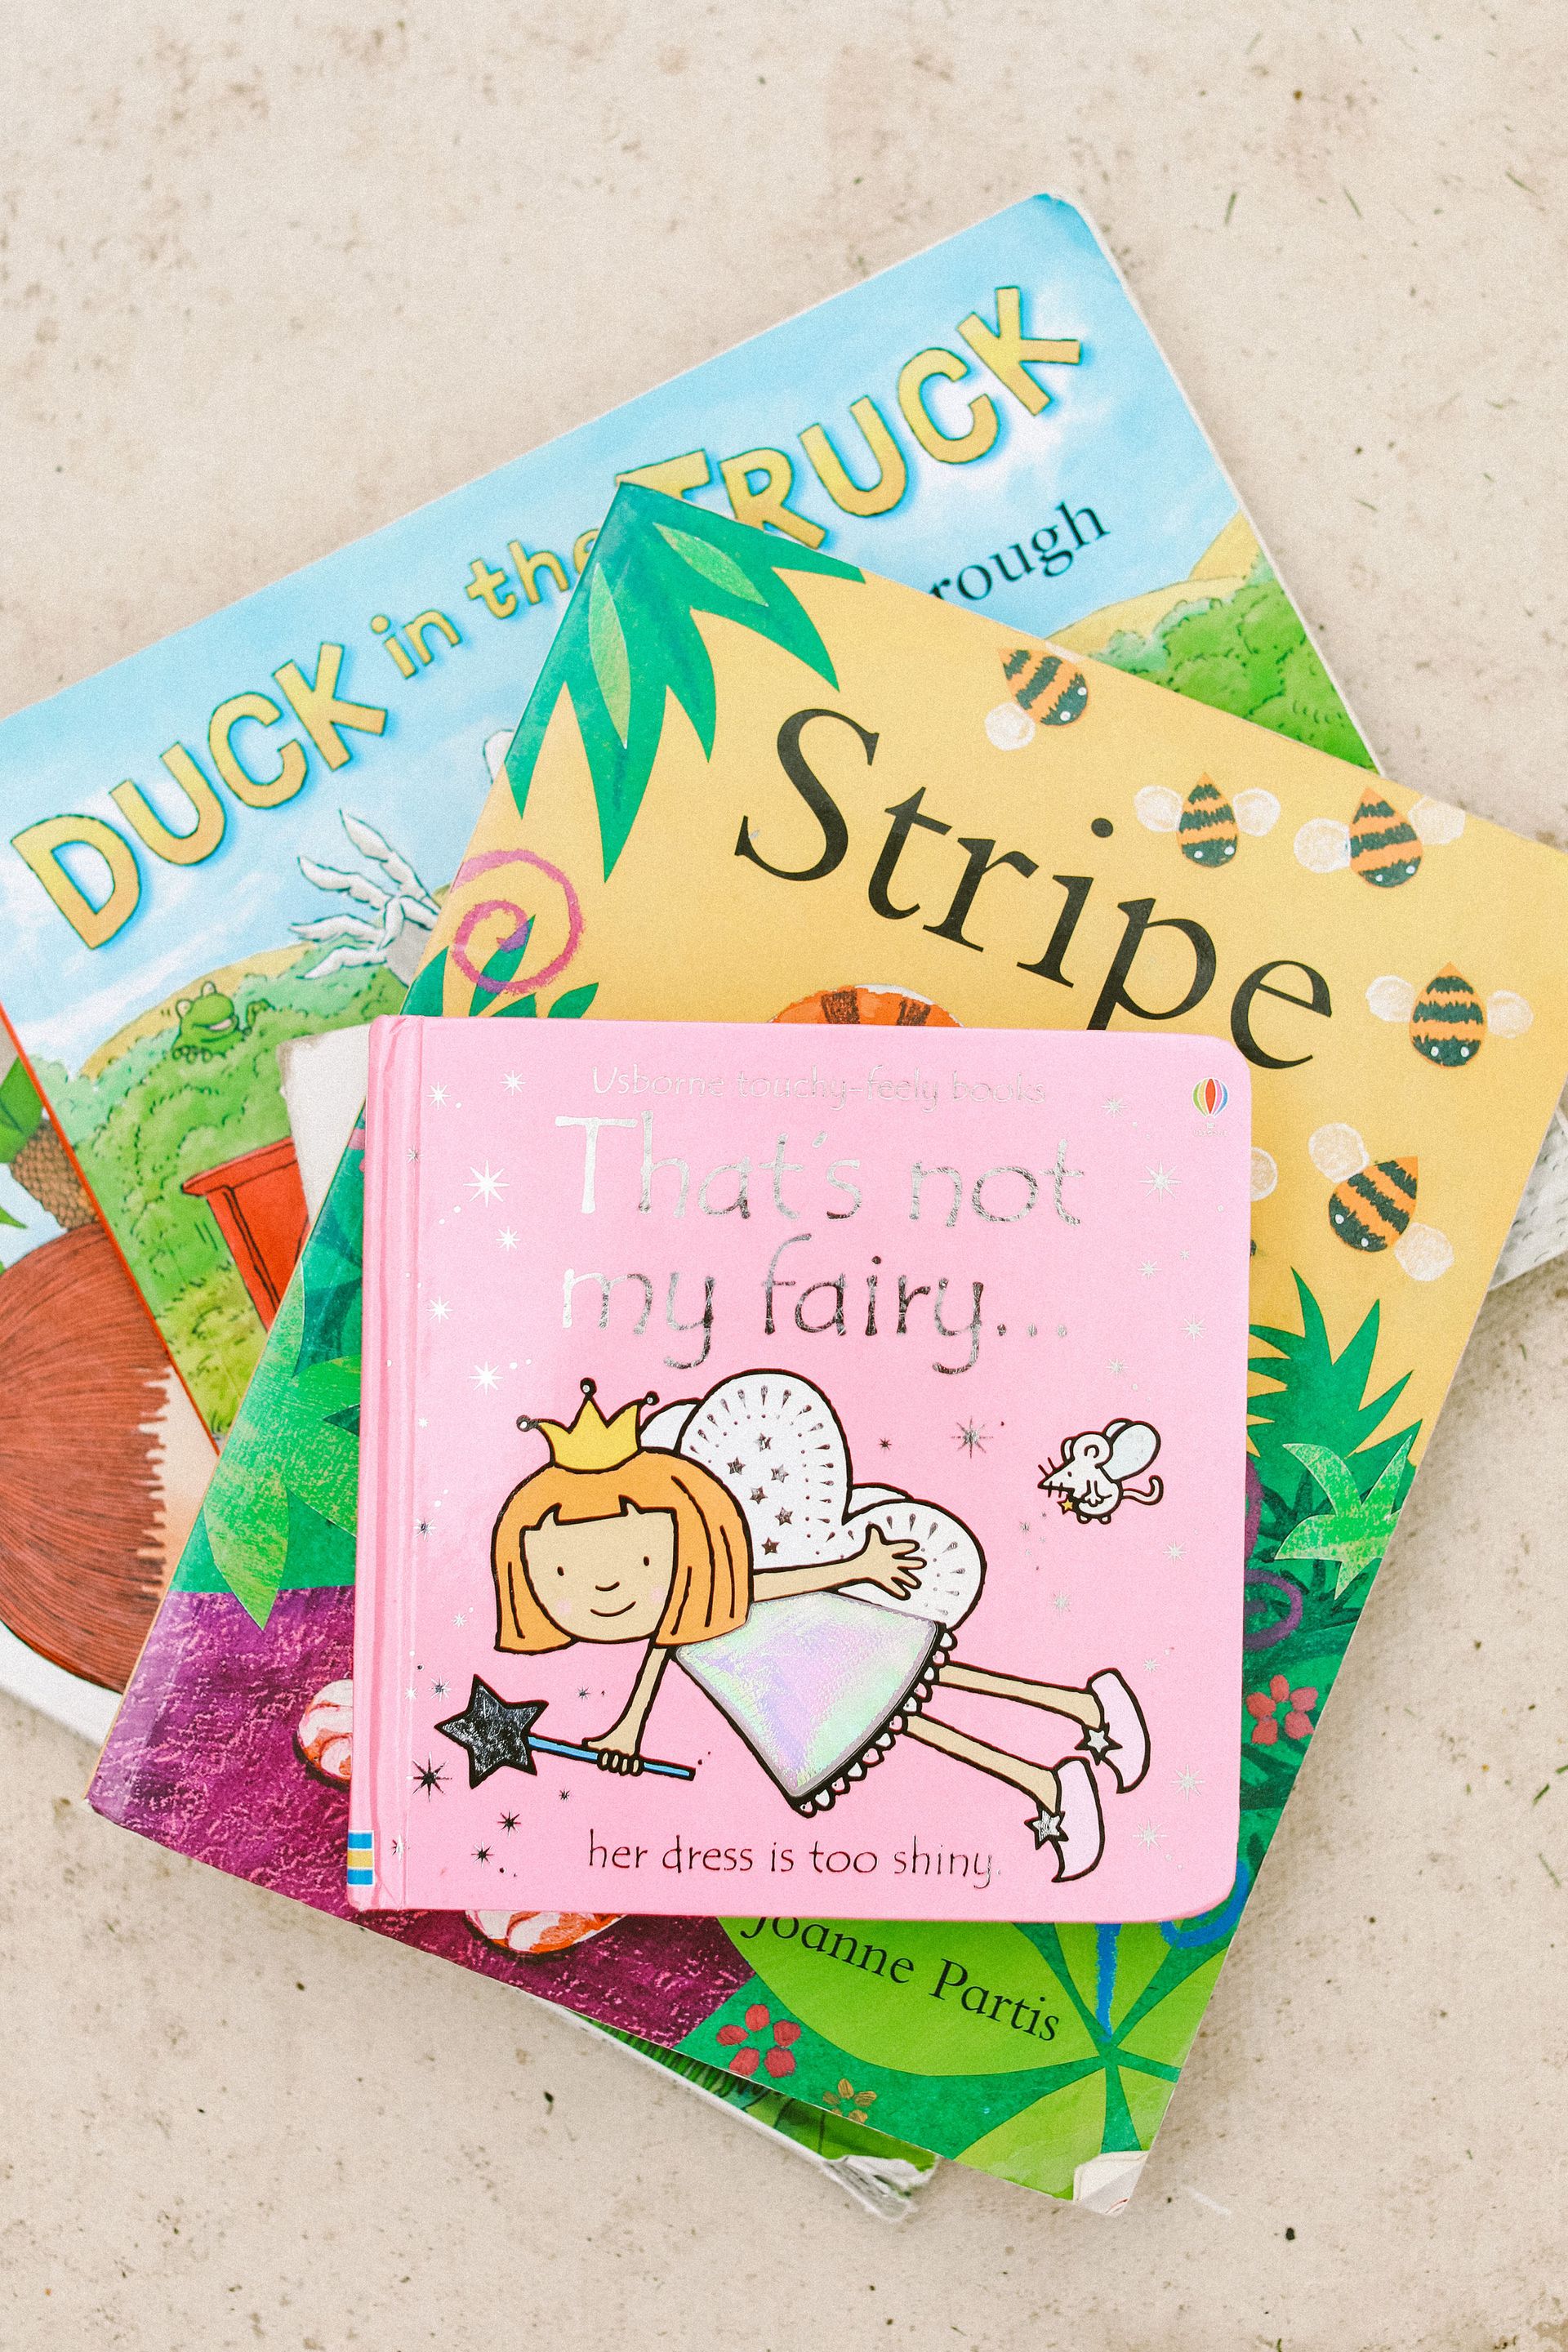 DUCK in the TRUCK
rough
Stripe
Usborne touchy-feely books
That's not
my fairy...
her dress is too shiny.
Joanne Partis